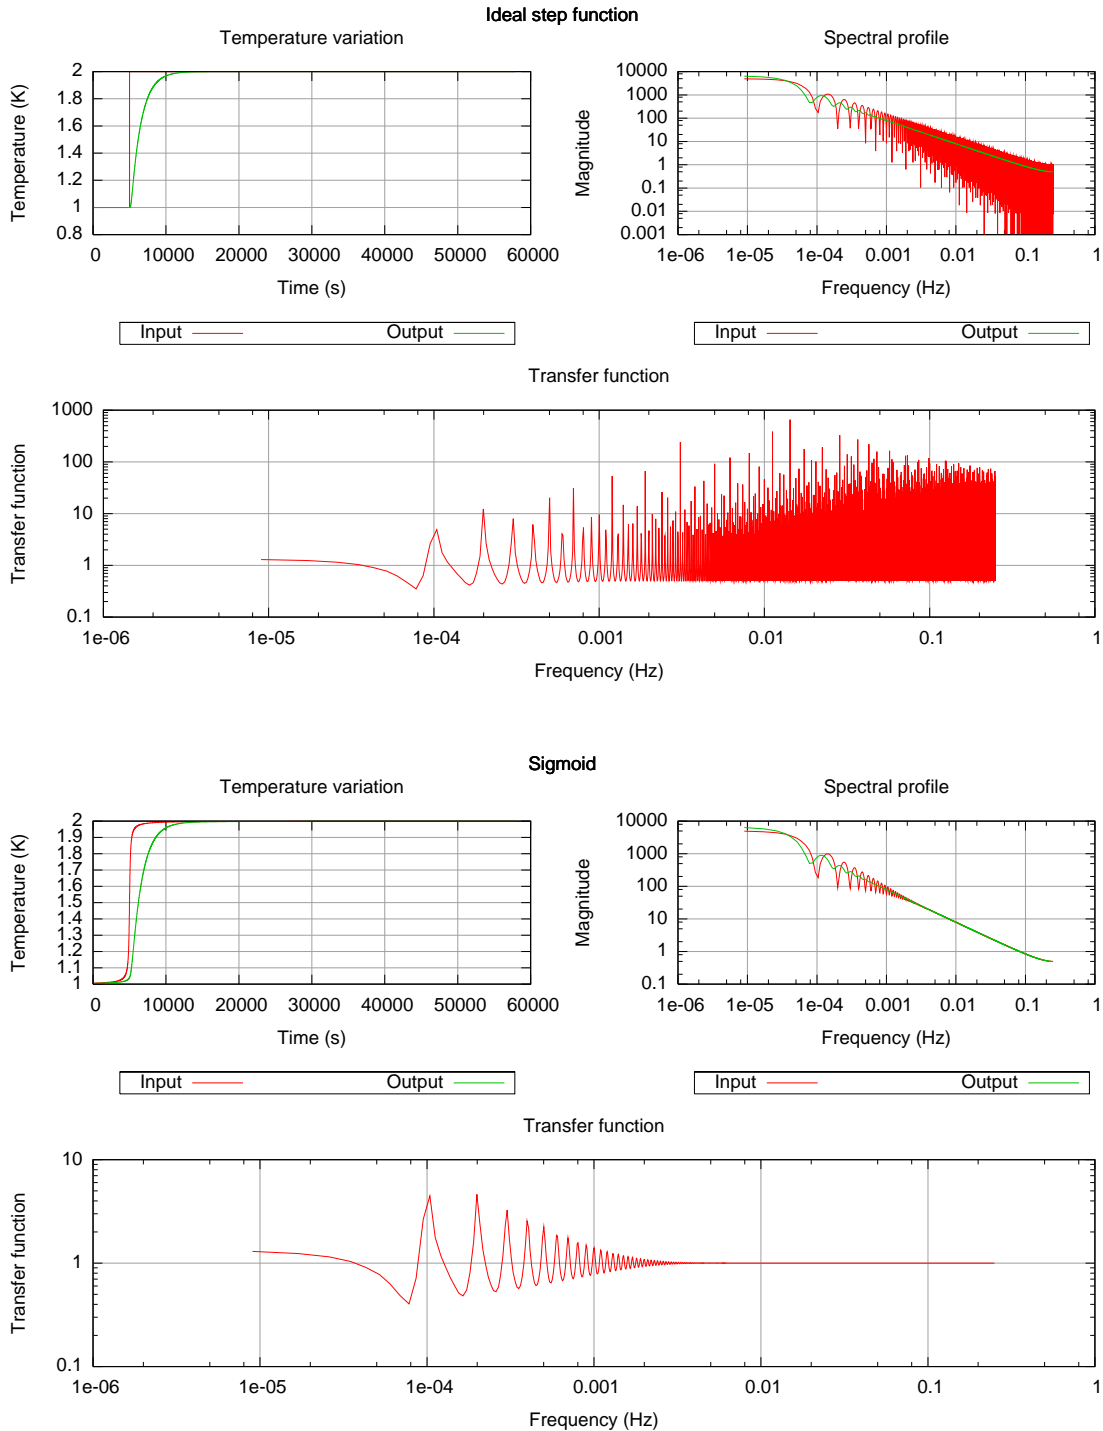 Ideal step function
Temperature variation
Spectral profile
Temperature (K)
2
1.8
1.6
1.4
1.2
1
0.8
0 10000 20000 30000 40000 50000 60000
Time (s)
Magnitude
10000
1000
100
10
1
0.1
0.01
0.001
1e-06 1e-05 1e-04 0.001 0.01 0.1 1
Frequency (Hz)
Input Output
Input Output
Transfer function
Transfer function
1000
100
10
1
0.1
1e-06 1e-05 1e-04 0.001 0.01 0.1 1
Frequency (Hz)
Sigmoid
Temperature variation
Spectral profile
Temperature (K)
2
1.9
1.8
1.7
1.6
1.5
1.4
1.3
1.2
1.1
1
0 10000 20000 30000 40000 50000 60000
Time (s)
Magnitude
10000
1000
100
10
1
0.1
1e-06 1e-05 1e-04 0.001 0.01 0.1 1
Frequency (Hz)
Input Output
Input Output
Transfer function
Transfer function
10
1
0.1
1e-06 1e-05 1e-04 0.001 0.01 0.1 1
Frequency (Hz)